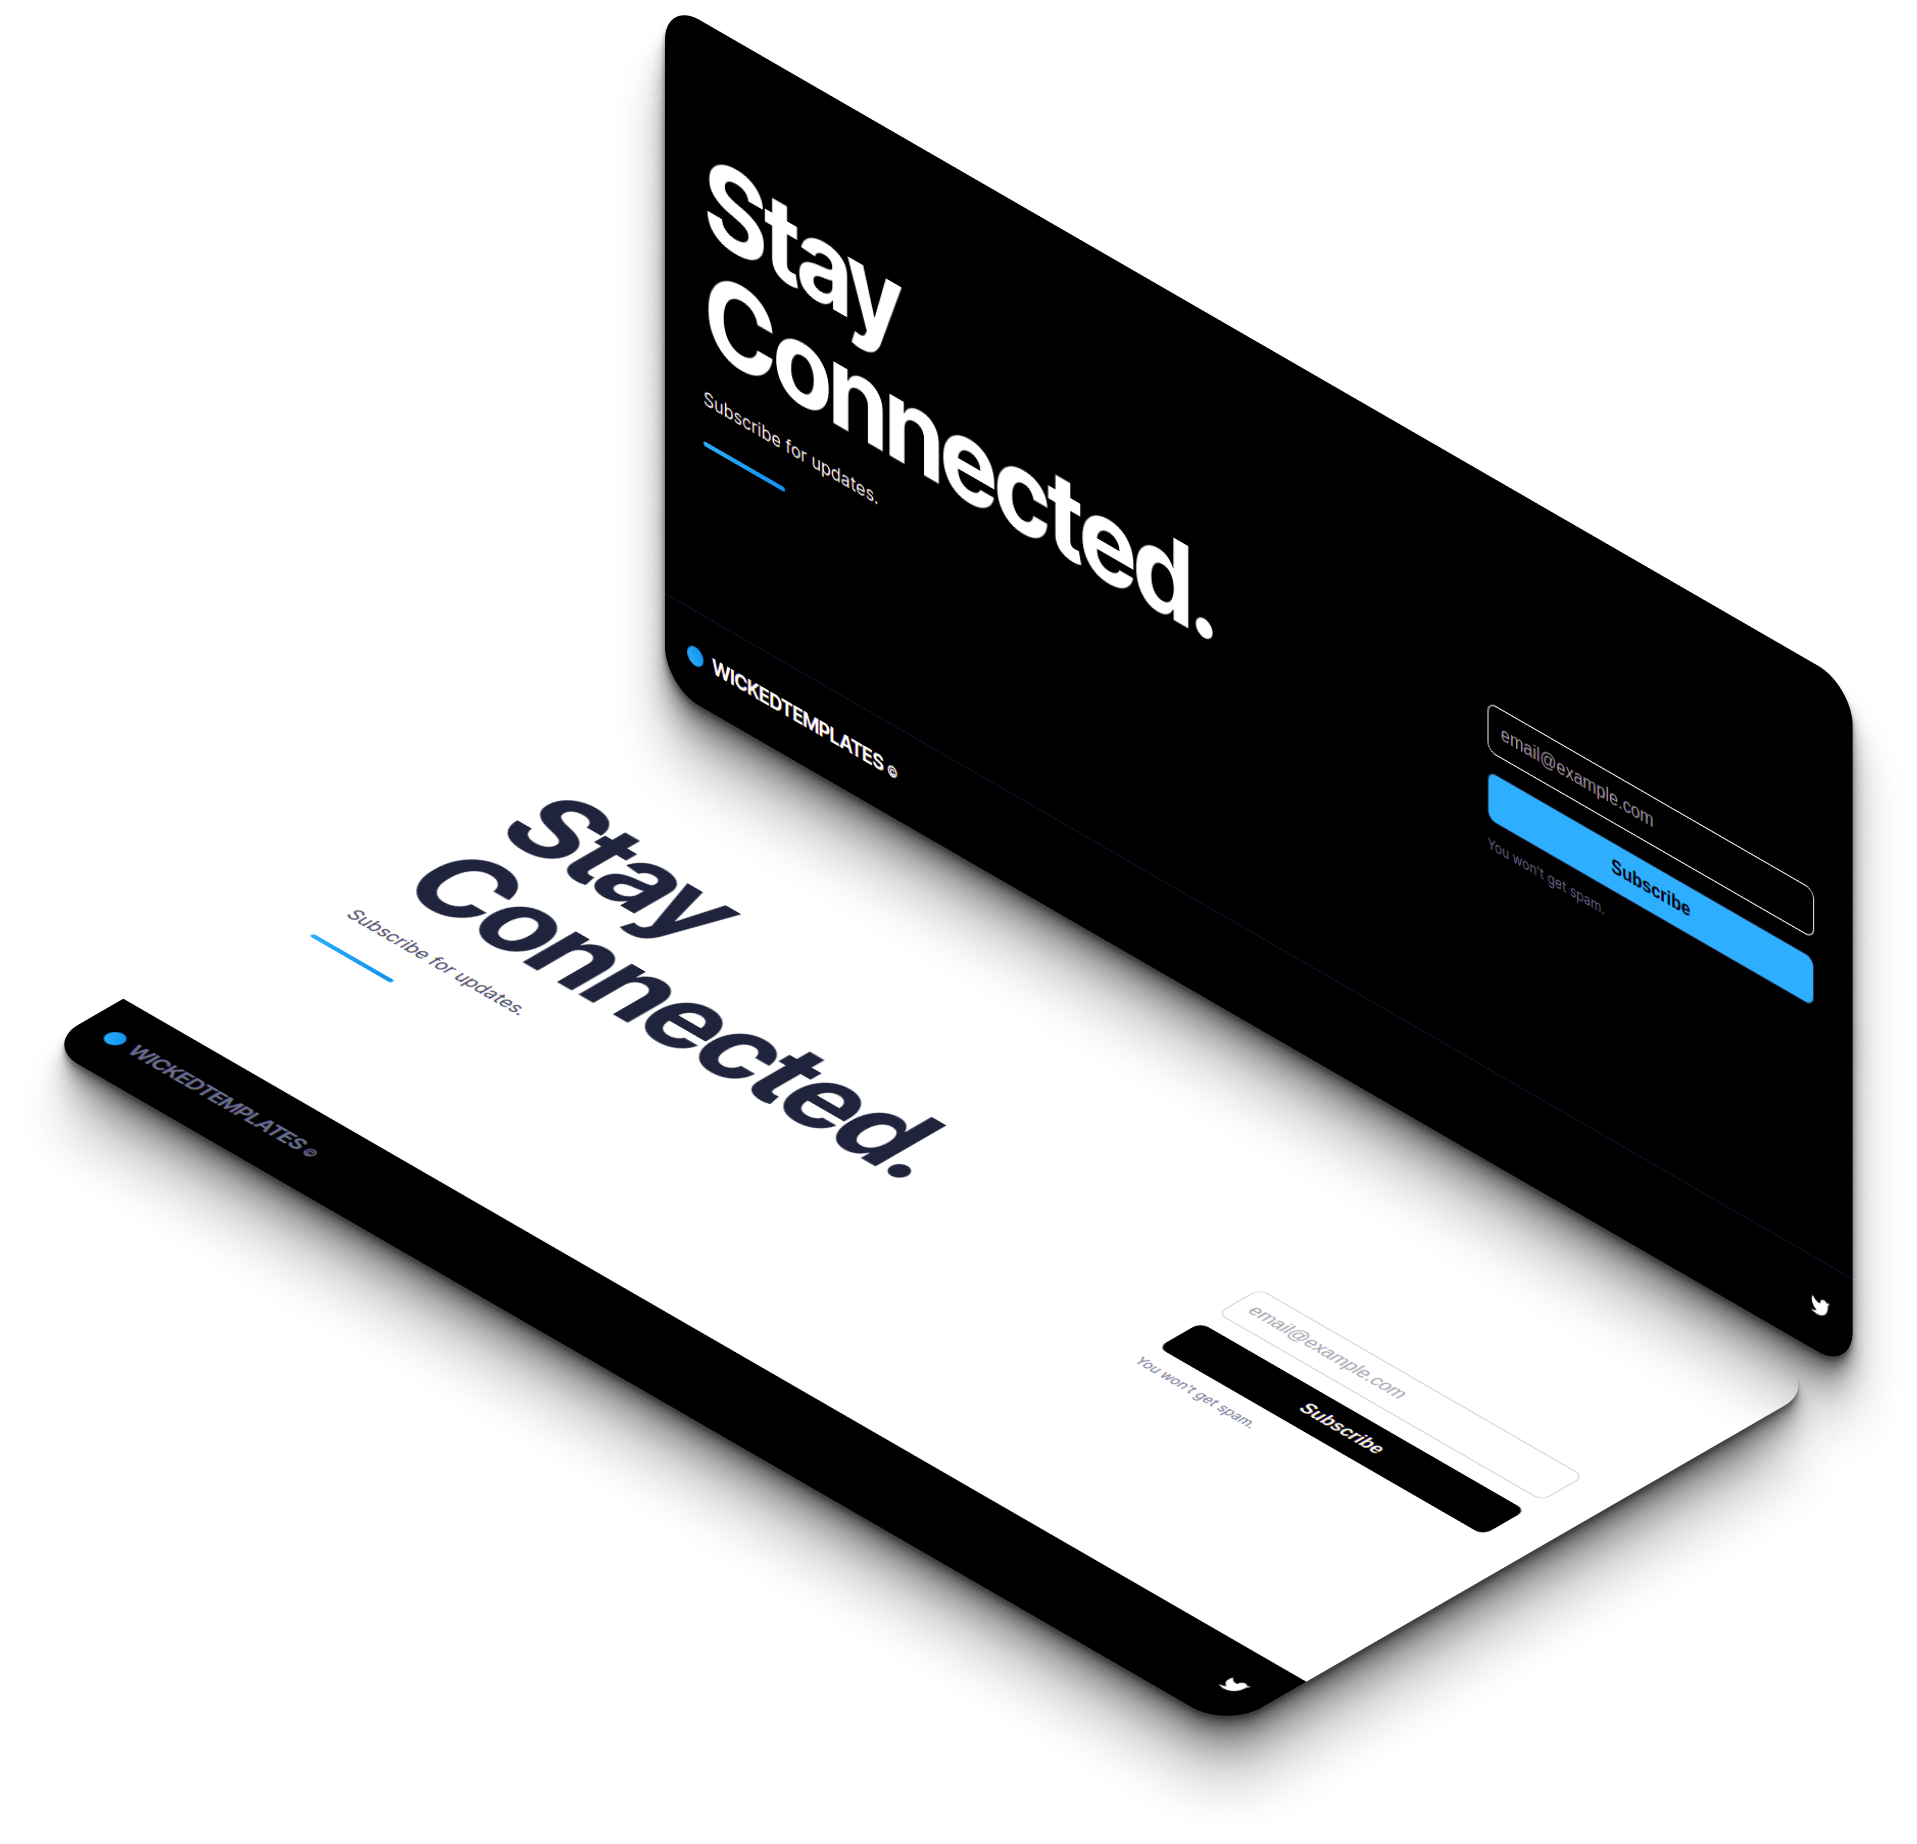 Stay
Connected.
Subscribe for updates.
email@example.com
Subscribe
You won't get spam.
WICKEDTEMPLATES ©
Stay
Connected.
Subscribe for updates.
email@example.com
Subscribe
You won't get spam.
WICKEDTEMPLATES ©